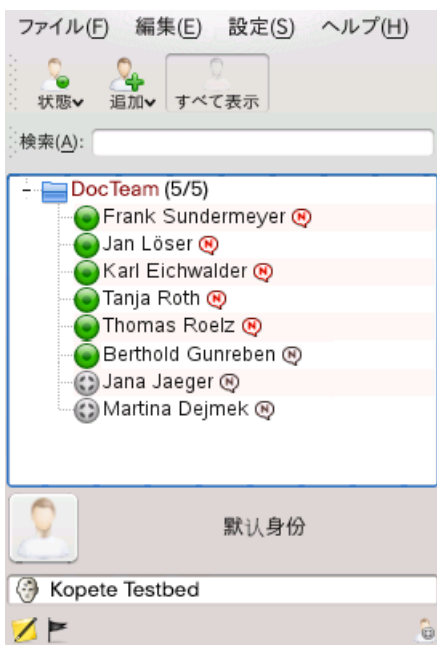 ファイル(F) 編集(E) 設定(S) ヘルプ(H)
状態 追加 すべて表示
検索(A):
DocTeam (5/5)
Frank Sundermeyer
Jan Löser
Karl Eichwalder
Tanja Roth
Thomas Roelz
Berthold Gunreben
Jana Jaeger
Martina Dejmek
默认身份
Kopete Testbed